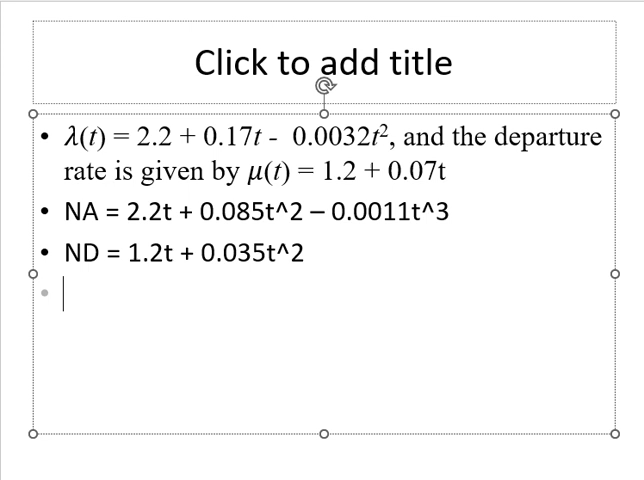 Click to add title
• λ(t) = 2.2 + 0.17t - 0.0032t², and the departure
rate is given by μ(t) = 1.2 + 0.07t
• NA = 2.2t + 0.085t^2 – 0.0011t^3
• ND = 1.2t + 0.035t^2